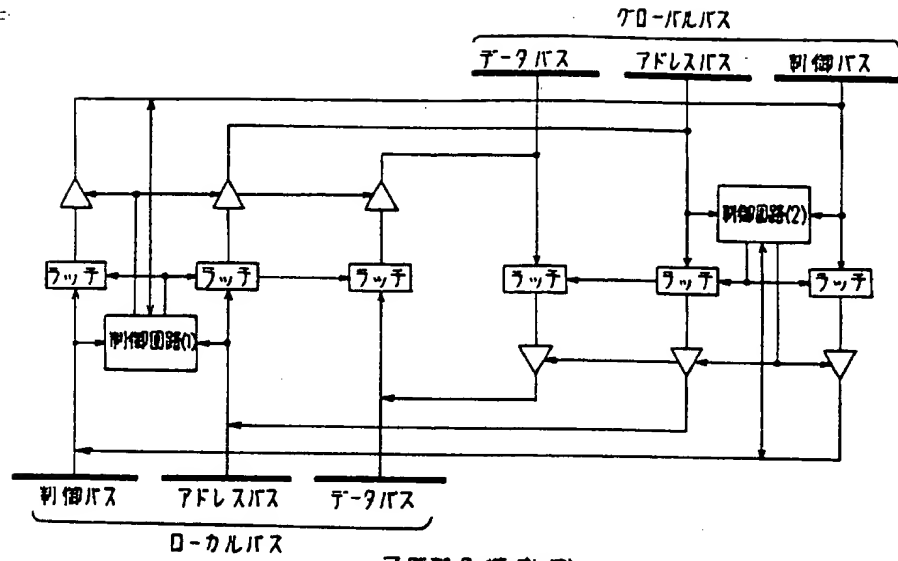 グローバルバス
データバス
アドレスバス
制御バス
制御回路(2)
ラッチ
ラッチ
ラッチ
ラッチ
ラッチ
ラッチ
制御回路(1)
制御バス
アドレスバス
データバス
ローカルバス